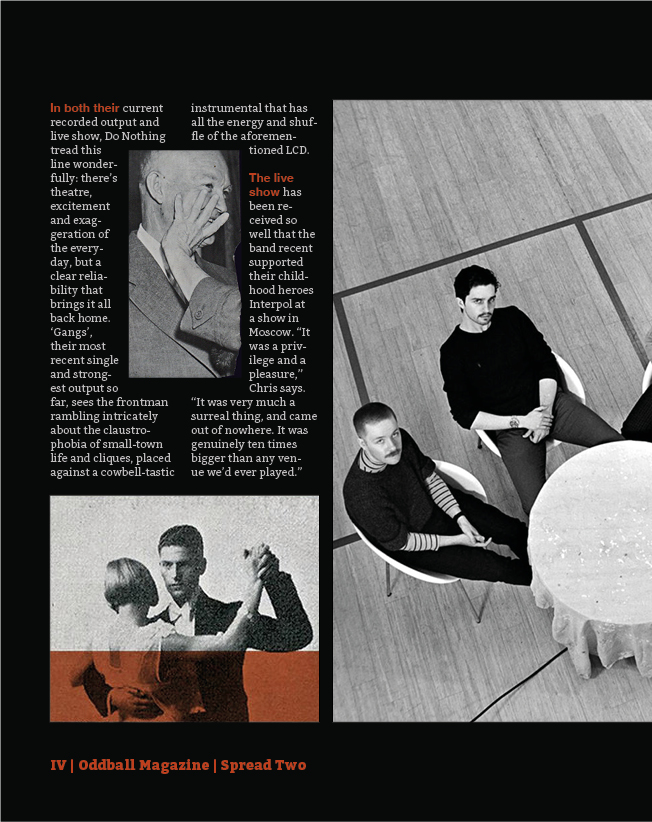 In both their current
recorded output and
live show, Do Nothing
tread this
line wonder-
fully: there's
theatre,
excitement
and exag-
geration of
the every-
day, but a
clear relia-
bility that
brings it all
back home.
‘Gangs’,
their most
recent single
and strong-
est output so
far, sees the frontman
rambling intricately
about the claustro-
phobia of small-town
life and cliques, placed
against a cowbell-tastic
instrumental that has
all the energy and shuf-
fle of the aforemen-
tioned LCD.
The live
show has
been re-
ceived so
well that the
band recent
supported
their child-
hood heroes
Interpol at
a show in
Moscow. “It
was a priv-
ilege and a
pleasure,”
Chris says.
“It was very much a
surreal thing, and came
out of nowhere. It was
genuinely ten times
bigger than any ven-
ue we’d ever played.”
IV | Oddball Magazine | Spread Two